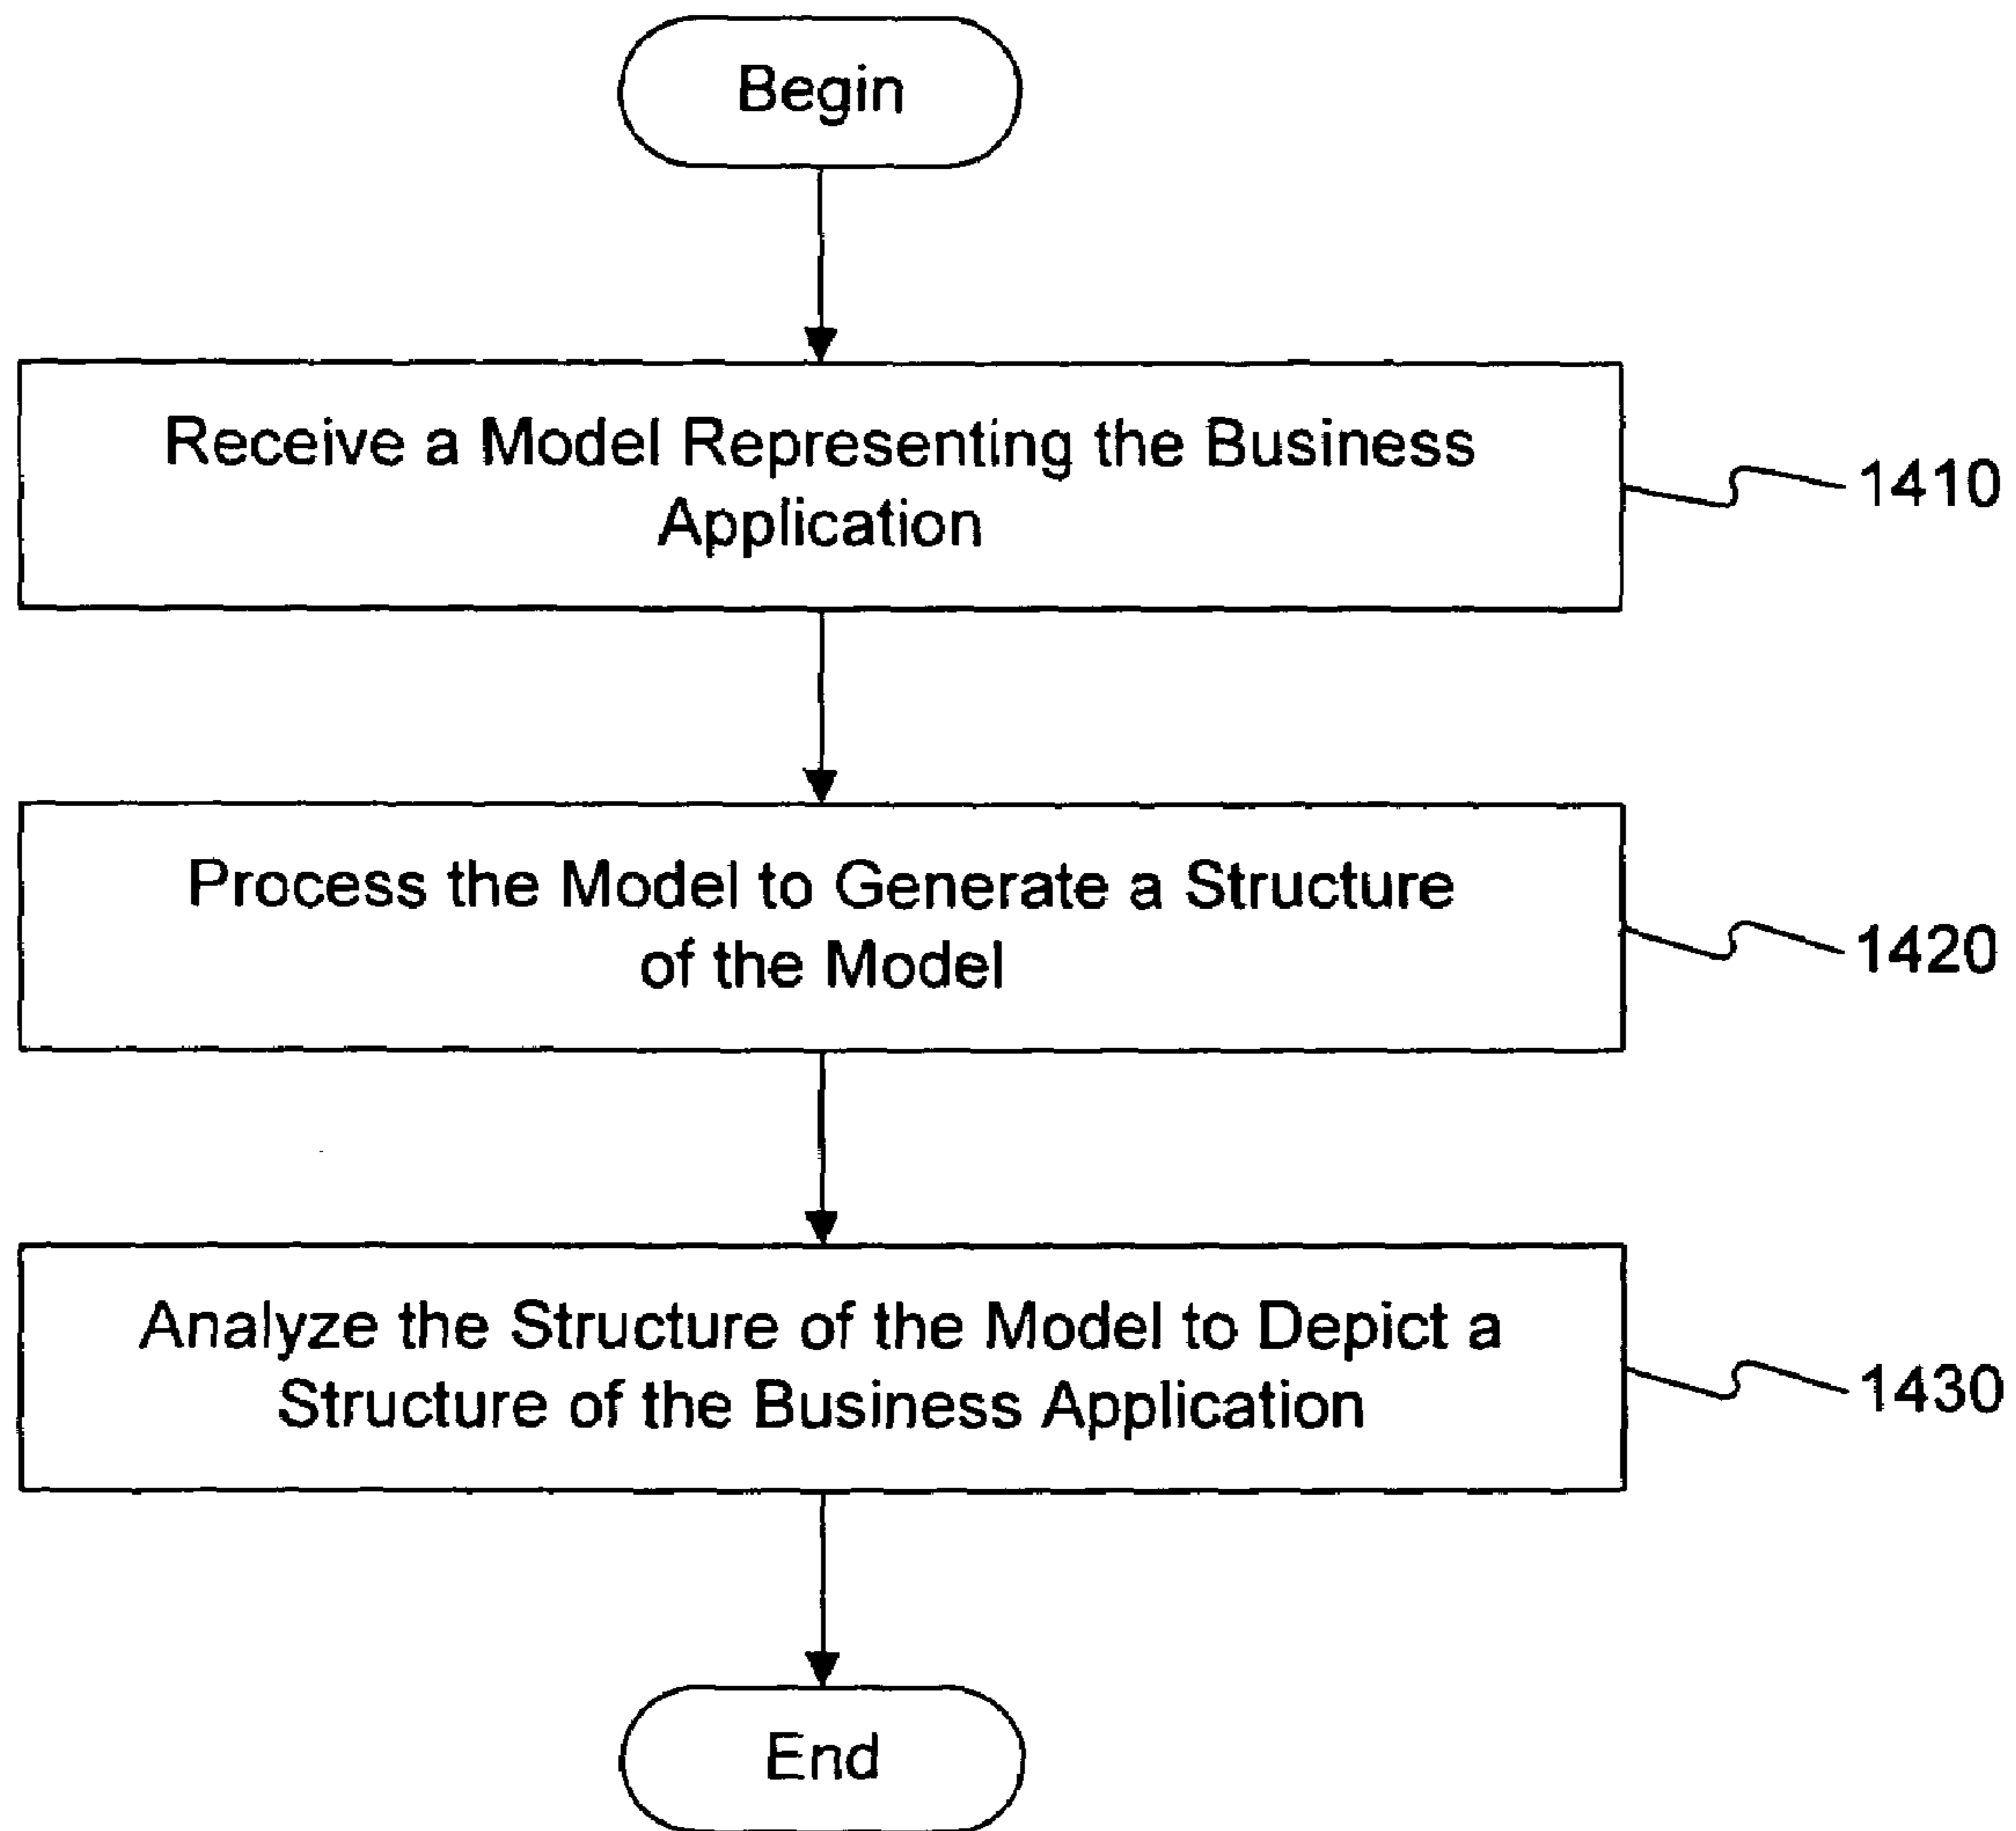 Begin
Receive a Model Representing the Business
Application
1410
Process the Model to Generate a Structure
of the Model
1420
Analyze the Structure of the Model to Depict a
Structure of the Business Application
1430
End